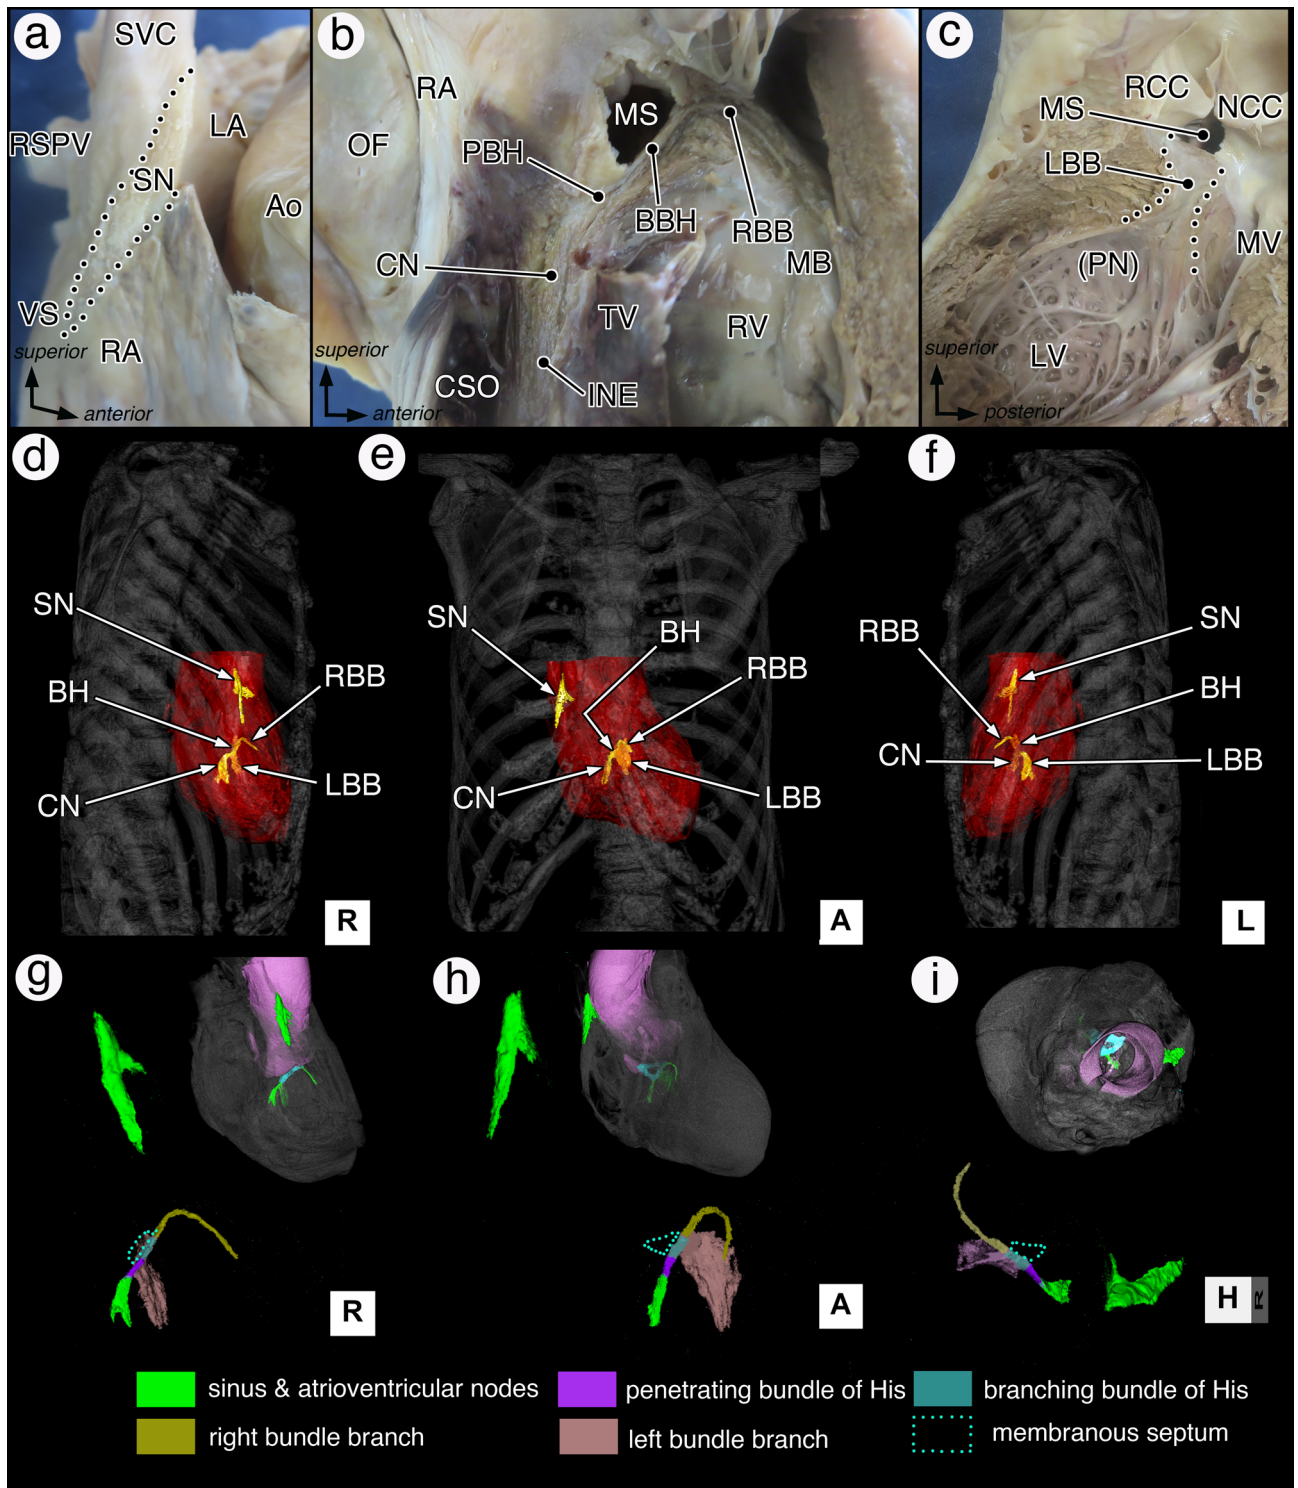 a
SVC
RSPV
LA
SN
Ao
VS
RA
superior
anterior
b
RA
OF
MS
PBH
BBH
RBB
CN
MB
TV
RV
CSO
INE
superior
anterior
c
RCC
MS
NCC
LBB
MV
(PN)
LV
superior
posterior
d
SN
BH
RBB
CN
LBB
R
e
SN
BH
RBB
CN
LBB
A
f
RBB
SN
BH
CN
LBB
L
g
R
h
A
i
H
R
sinus & atrioventricular nodes
penetrating bundle of His
branching bundle of His
right bundle branch
left bundle branch
membranous septum